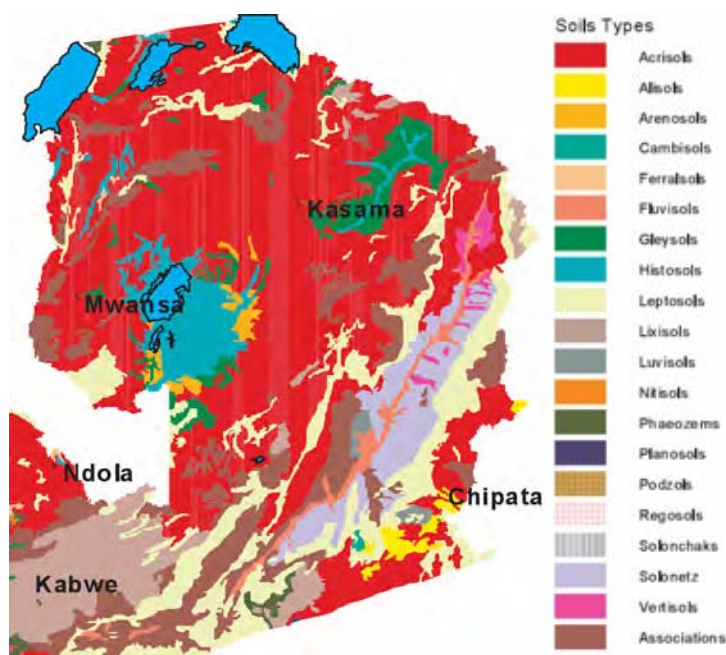 Soils Types
Acrisols
Alisols
Arenosols
Cambisols
Ferralsols
Fluvisols
Gleysols
Histosols
Leptosols
Lixisols
Luvisols
Nitisols
Phaeozems
Planosols
Podzols
Regosols
Solonchaks
Solonetz
Vertisols
Associations
Kasama
Mwansa
Ndola
Chipata
Kabwe